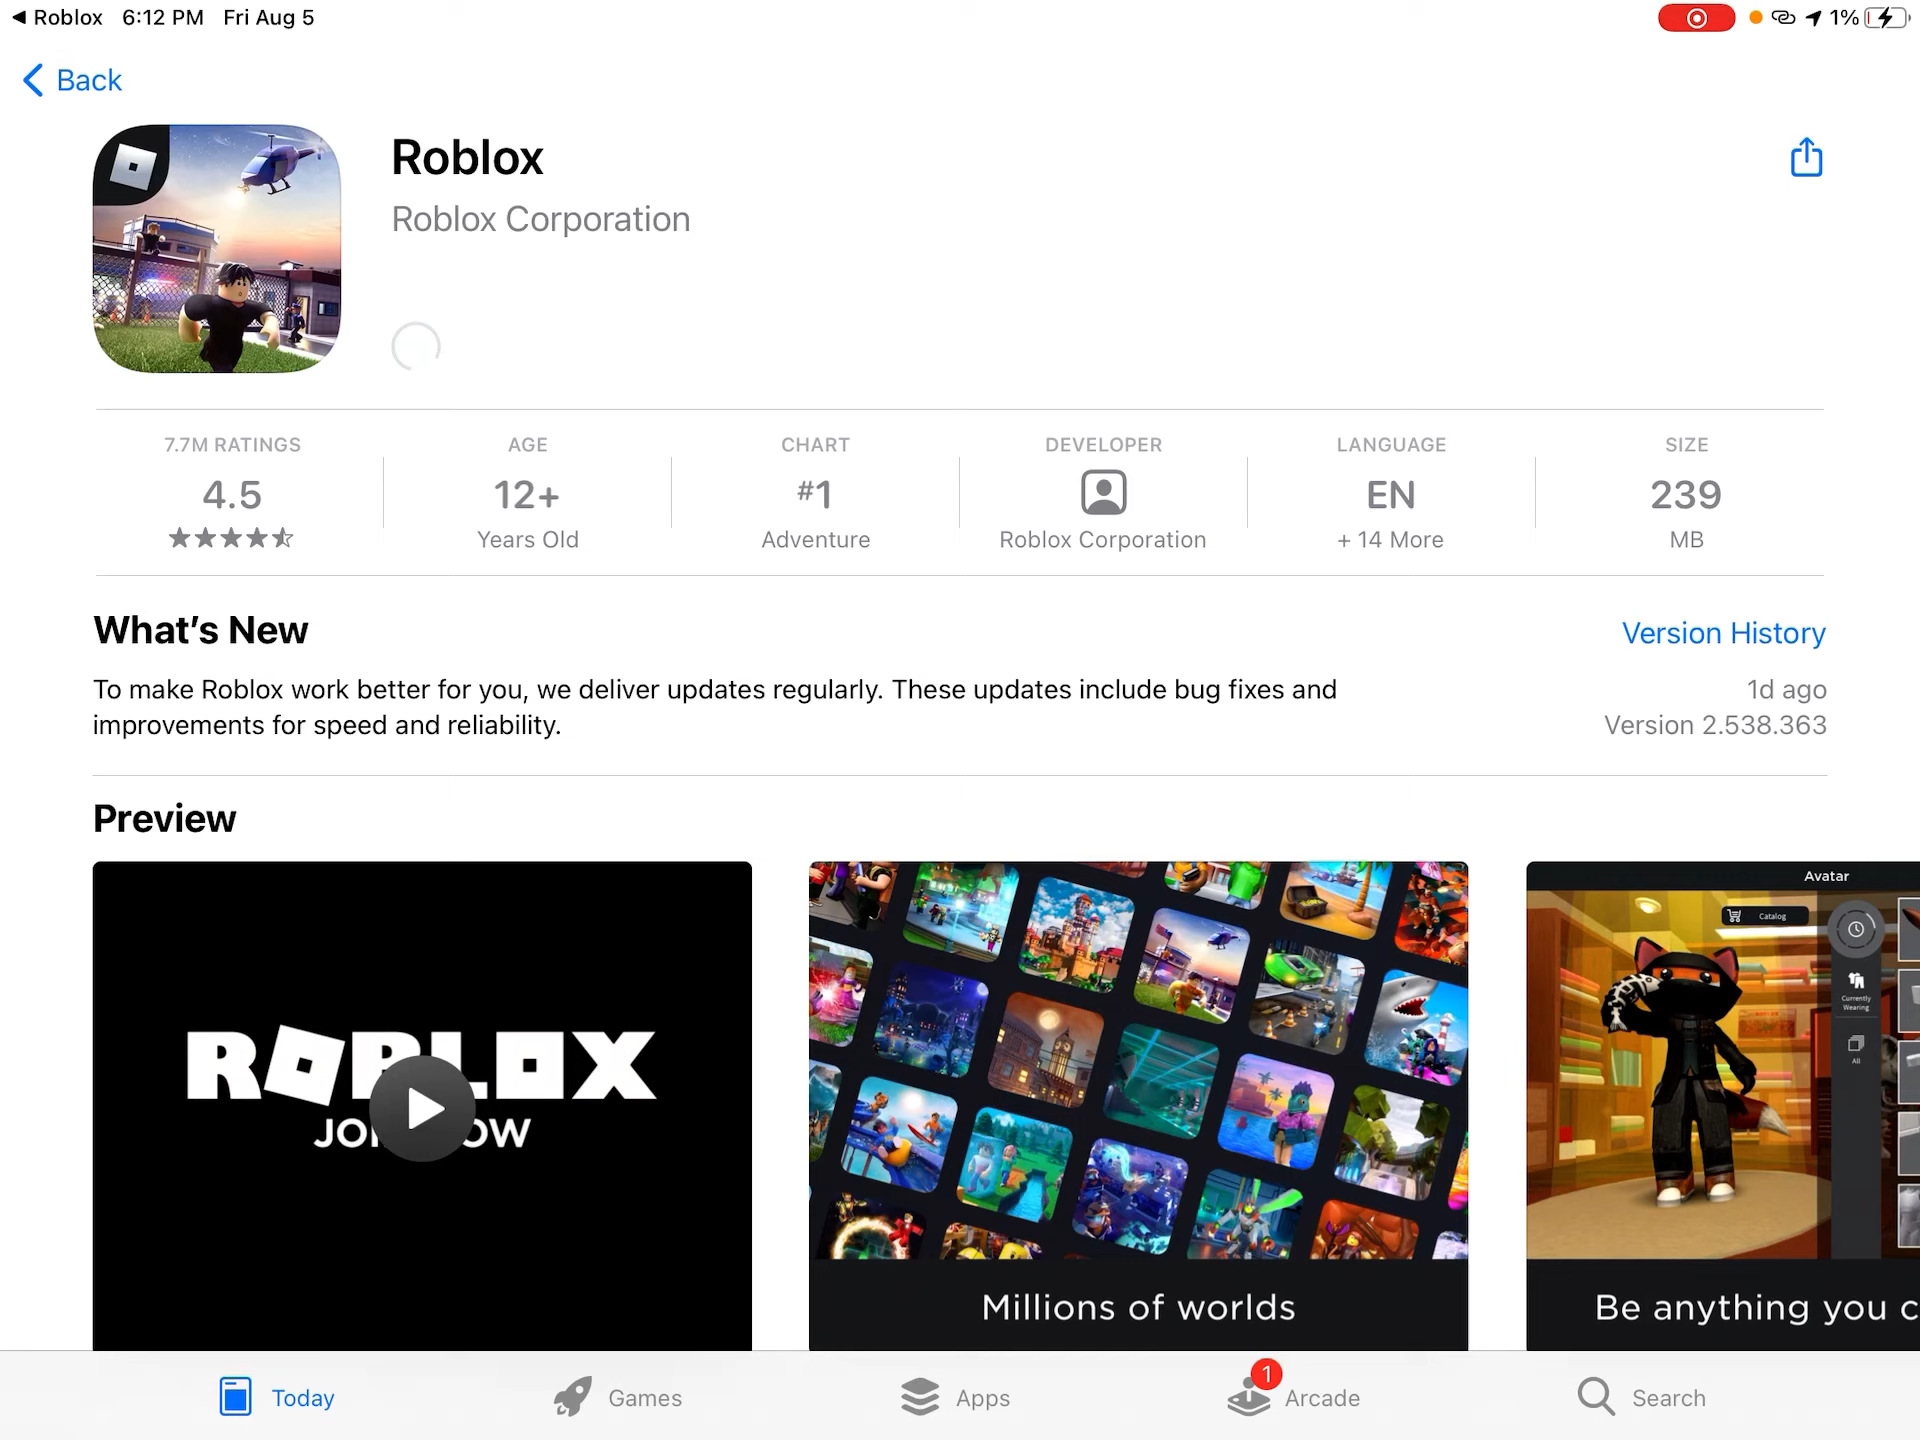 Roblox 6:12 PM Fri Aug 5 1%
Back
Roblox
Roblox Corporation
7.7M RATINGS
4.5
AGE
12+
Years Old
CHART
#1
Adventure
DEVELOPER
Roblox Corporation
LANGUAGE
EN
+ 14 More
SIZE
239
MB
What's New
Version History
To make Roblox work better for you, we deliver updates regularly. These updates include bug fixes and
improvements for speed and reliability.
1d ago
Version 2.538.363
Preview
ROBLOX
Millions of worlds
Avatar
Catalog
Currently
Wearing
All
Be anything you c
Today
Games
Apps
1
Arcade
Search